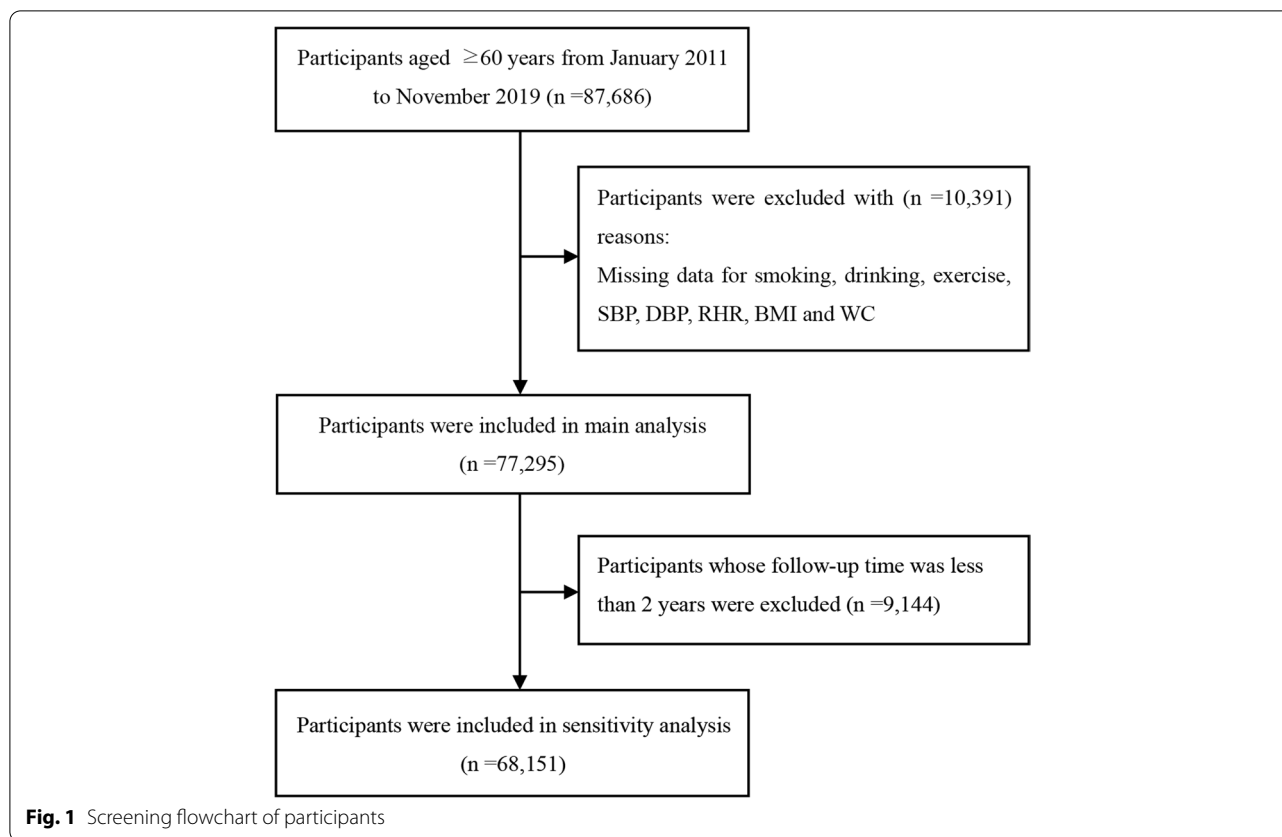 Participants aged ≥60 years from January 2011
to November 2019 (n =87,686)
Participants were excluded with (n =10,391)
reasons:
Missing data for smoking, drinking, exercise,
SBP, DBP, RHR, BMI and WC
Participants were included in main analysis
(n =77,295)
Participants whose follow-up time was less
than 2 years were excluded (n =9,144)
Participants were included in sensitivity analysis
(n =68,151)
Fig. 1 Screening flowchart of participants